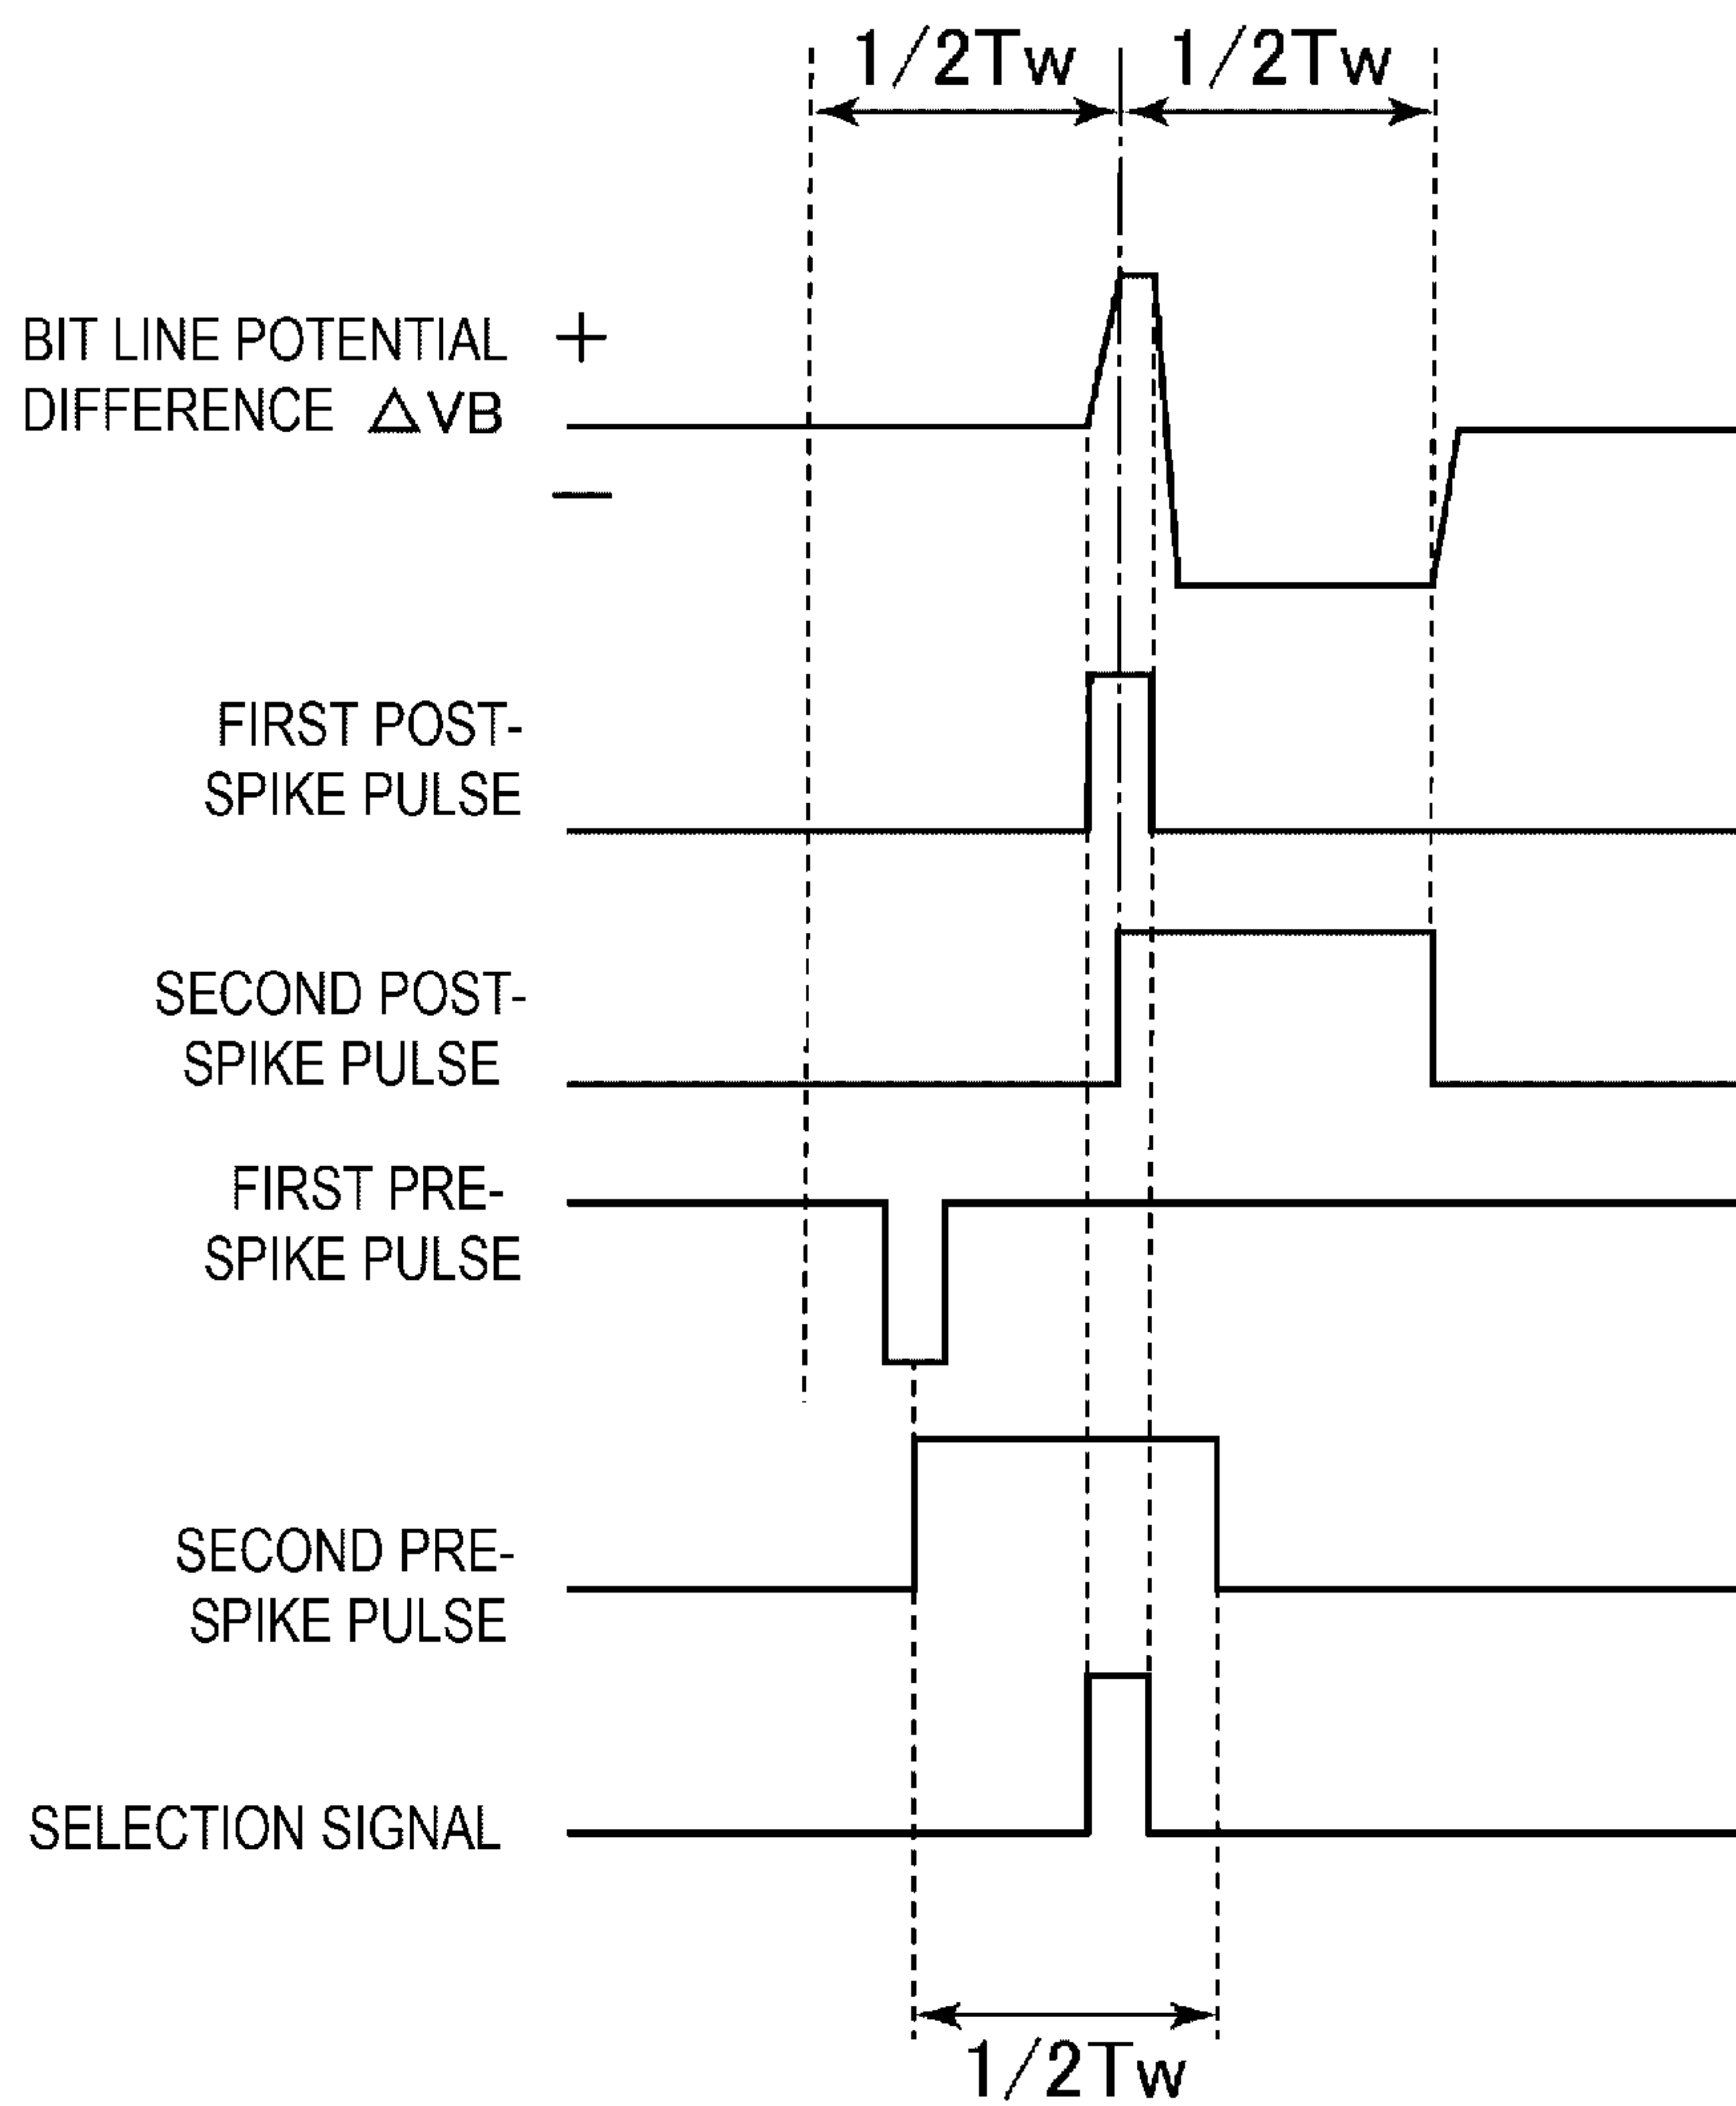 1/2Tw 1/2Tw
BIT LINE POTENTIAL +
DIFFERENCE △VB
−
FIRST POST-
SPIKE PULSE
SECOND POST-
SPIKE PULSE
FIRST PRE-
SPIKE PULSE
SECOND PRE-
SPIKE PULSE
SELECTION SIGNAL
1/2Tw